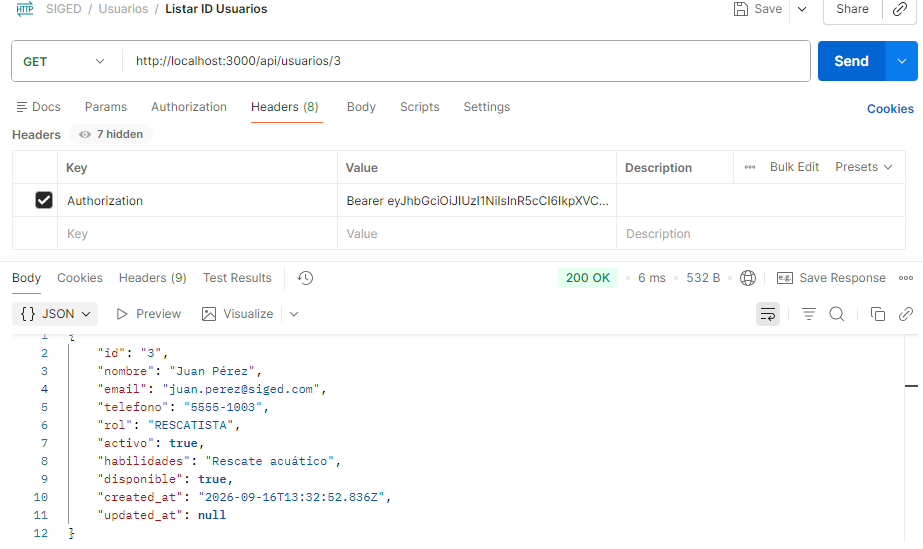 HTTP SIGED / Usuarios / Listar ID Usuarios Save Share
GET http://localhost:3000/api/usuarios/3 Send
Docs Params Authorization Headers (8) Body Scripts Settings Cookies
Headers 7 hidden
Key Value Description Bulk Edit Presets
Authorization Bearer eyJhbGciOiJIUzI1NiIsInR5cCI6IkpXVC...
Key Value Description
Body Cookies Headers (9) Test Results 200 OK 6 ms 532 B e.g. Save Response
{} JSON Preview Visualize
1 {
2 "id": "3",
3 "nombre": "Juan Pérez",
4 "email": "juan.perez@siged.com",
5 "telefono": "5555-1003",
6 "rol": "RESCATISTA",
7 "activo": true,
8 "habilidades": "Rescate acuático",
9 "disponible": true,
10 "created_at": "2026-09-16T13:32:52.836Z",
11 "updated_at": null
12 }